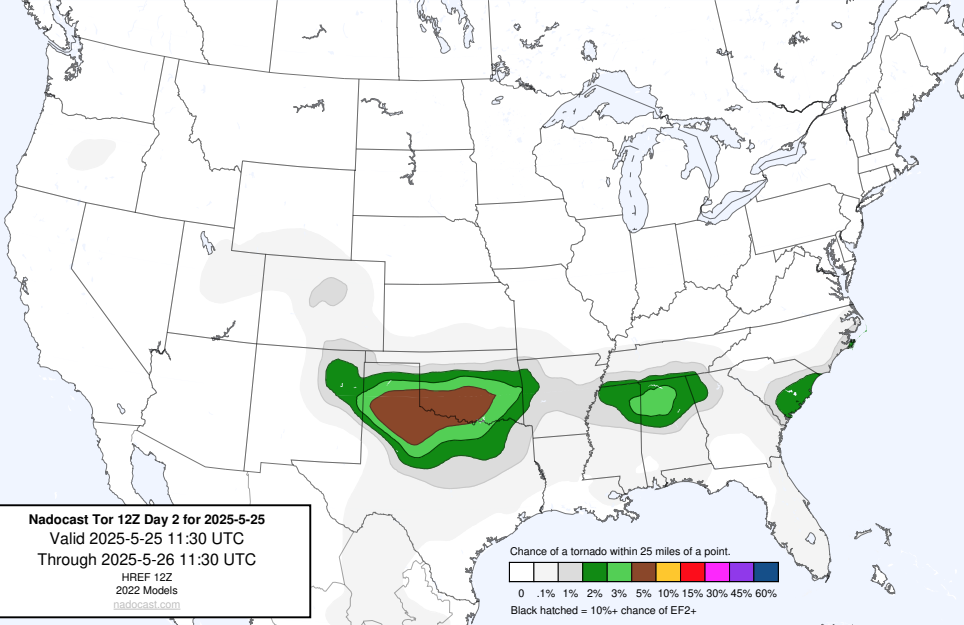 Nadocast Tor 12Z Day 2 for 2025-5-25
Valid 2025-5-25 11:30 UTC
Through 2025-5-26 11:30 UTC
HREF 12Z
2022 Models
nadocast.com
Chance of a tornado within 25 miles of a point.
0 .1% 1% 2% 3% 5% 10% 15% 30% 45% 60%
Black hatched = 10%+ chance of EF2+